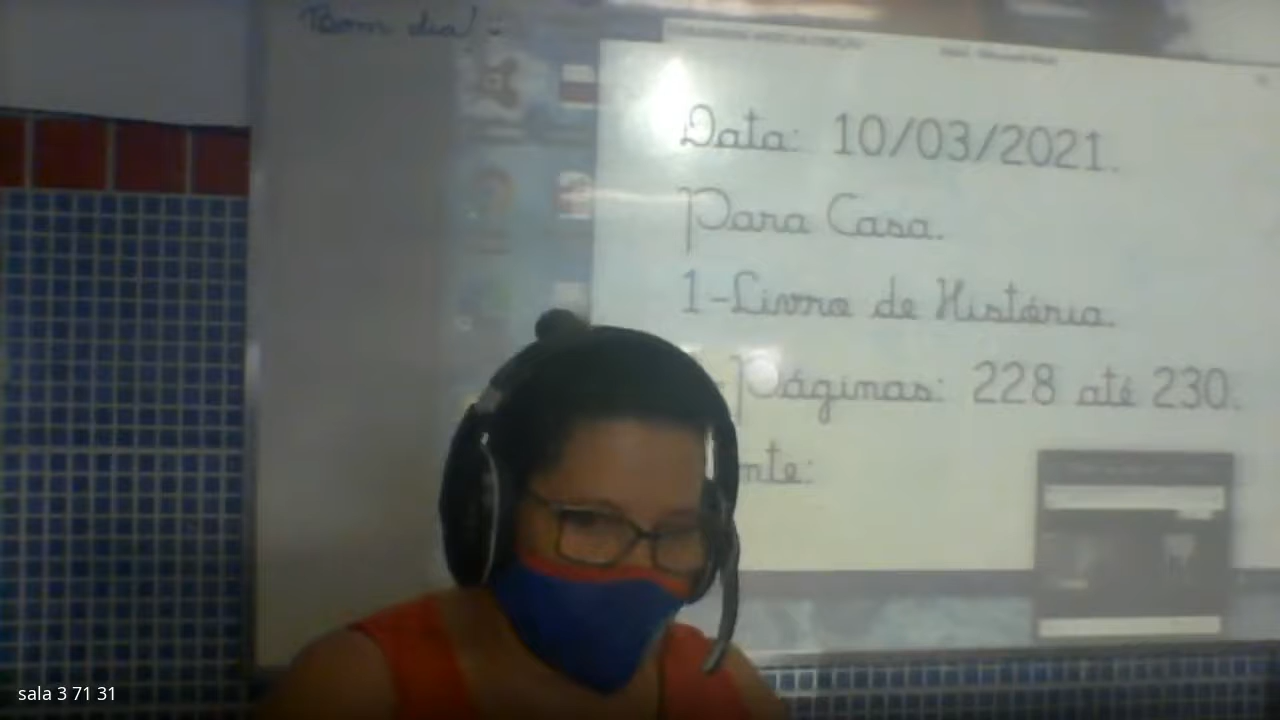 Bom dia! :
Data: 10/03/2021.
Para Casa.
1-Livro de História.
Páginas: 228 até 230.
nte:
sala 3 71 31